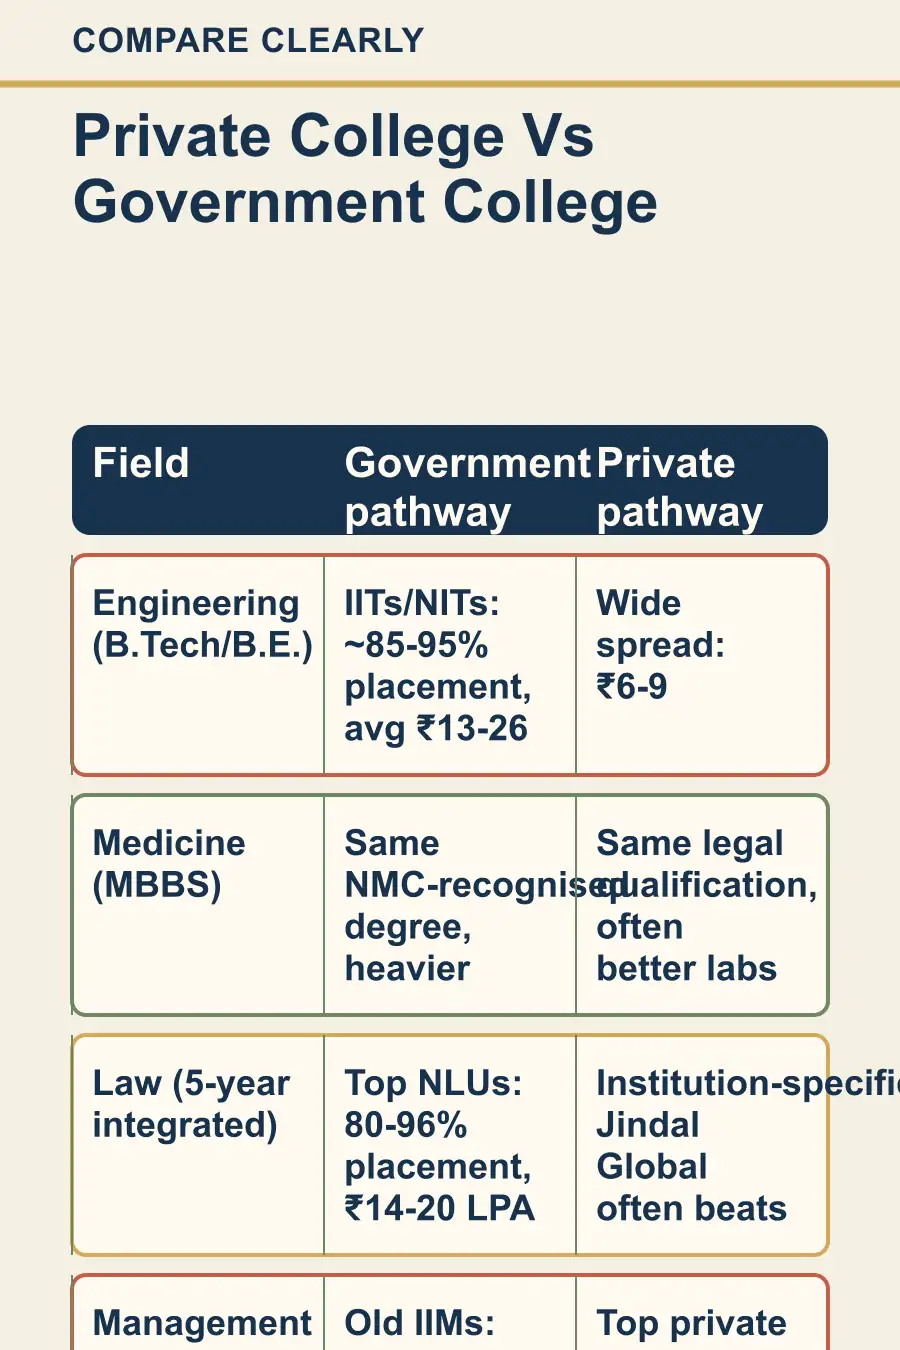 COMPARE CLEARLY
Private College Vs
Government College
Field
Government
pathway
Private
pathway
Engineering
(B.Tech/B.E.)
IITs/NITs:
~85-95%
placement,
avg ₹13-26
Wide
spread:
₹6-9
Medicine
(MBBS)
Same
NMC-recognised
degree,
heavier
Same legal
qualification,
often
better labs
Law (5-year
integrated)
Top NLUs:
80-96%
placement,
₹14-20 LPA
Jindal
Global
often beats
Management
Old IIMs:
Top private